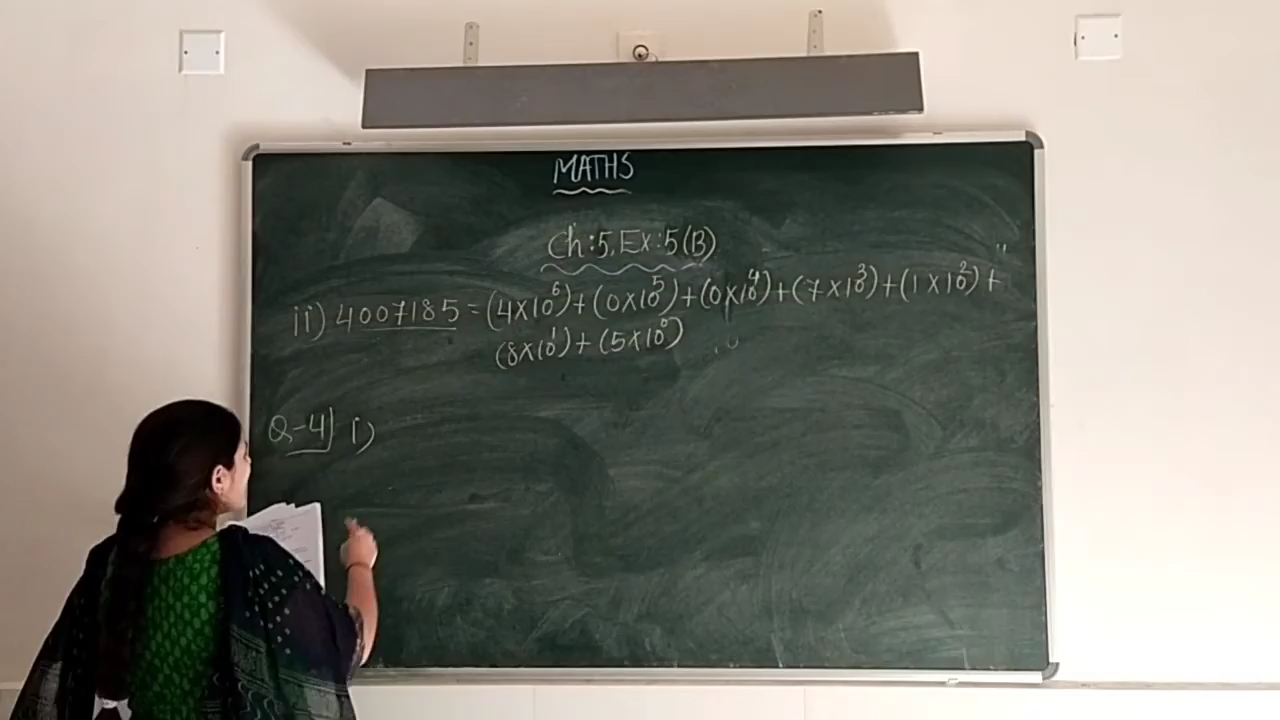 MATHS
Ch:5, Ex:5(B)
ii) 4007185 = (4×10⁶)+(0×10⁵)+(0×10⁴)+(7×10³)+(1×10²)+
(8×10¹)+(5×10⁰)
Q-4) i)